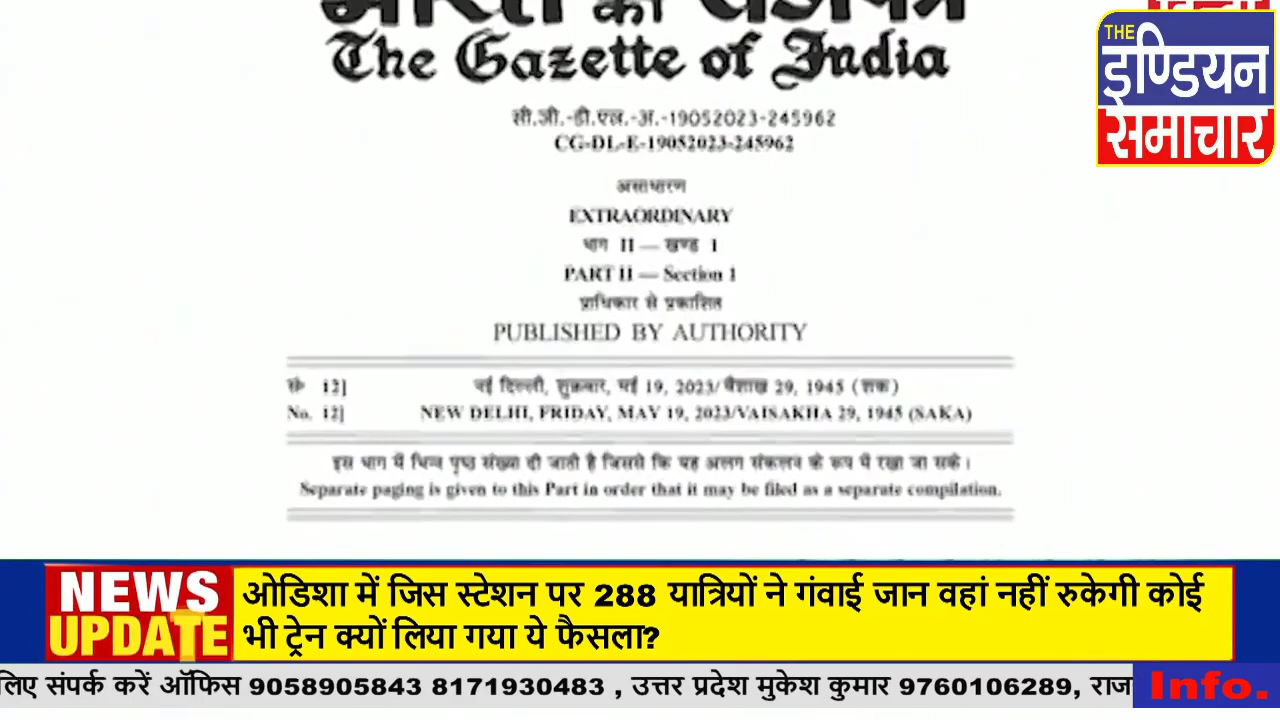 The Gazette of India
सी.जी.-डी.एल.-अ.-19052023-245962
CG-DL-E-19052023-245962
असाधारण
EXTRAORDINARY
भाग II — खण्ड 1
PART II — Section 1
प्राधिकार से प्रकाशित
PUBLISHED BY AUTHORITY
सं॰ 12] नई दिल्ली, शुक्रवार, मई 19, 2023/वैशाख 29, 1945 (शक)
No. 12] NEW DELHI, FRIDAY, MAY 19, 2023/VAISAKHA 29, 1945 (SAKA)
इस भाग में भिन्न पृष्ठ संख्या दी जाती है जिससे कि यह अलग संकलन के रूप में रखा जा सके।
Separate paging is given to this Part in order that it may be filed as a separate compilation.
THE
इण्डियन
समाचार
NEWS
UPDATE
ओडिशा में जिस स्टेशन पर 288 यात्रियों ने गंवाई जान वहां नहीं रुकेगी कोई
भी ट्रेन क्यों लिया गया ये फैसला?
लिए संपर्क करें ऑफिस 9058905843 8171930483 , उत्तर प्रदेश मुकेश कुमार 9760106289, राज
Info.